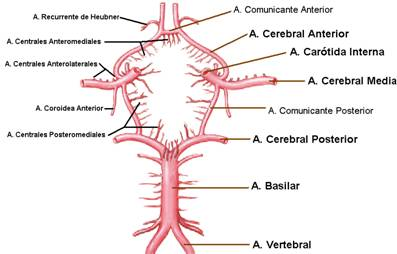 A. Comunicante Anterior
A. Recurrente de Heubner
A. Cerebral Anterior
A. Centrales Anteromediales
A. Carótida Interna
A. Centrales Anterolaterales
A. Cerebral Media
A. Coroidea Anterior
A. Comunicante Posterior
A. Centrales Posteromediales
A. Cerebral Posterior
A. Basilar
A. Vertebral